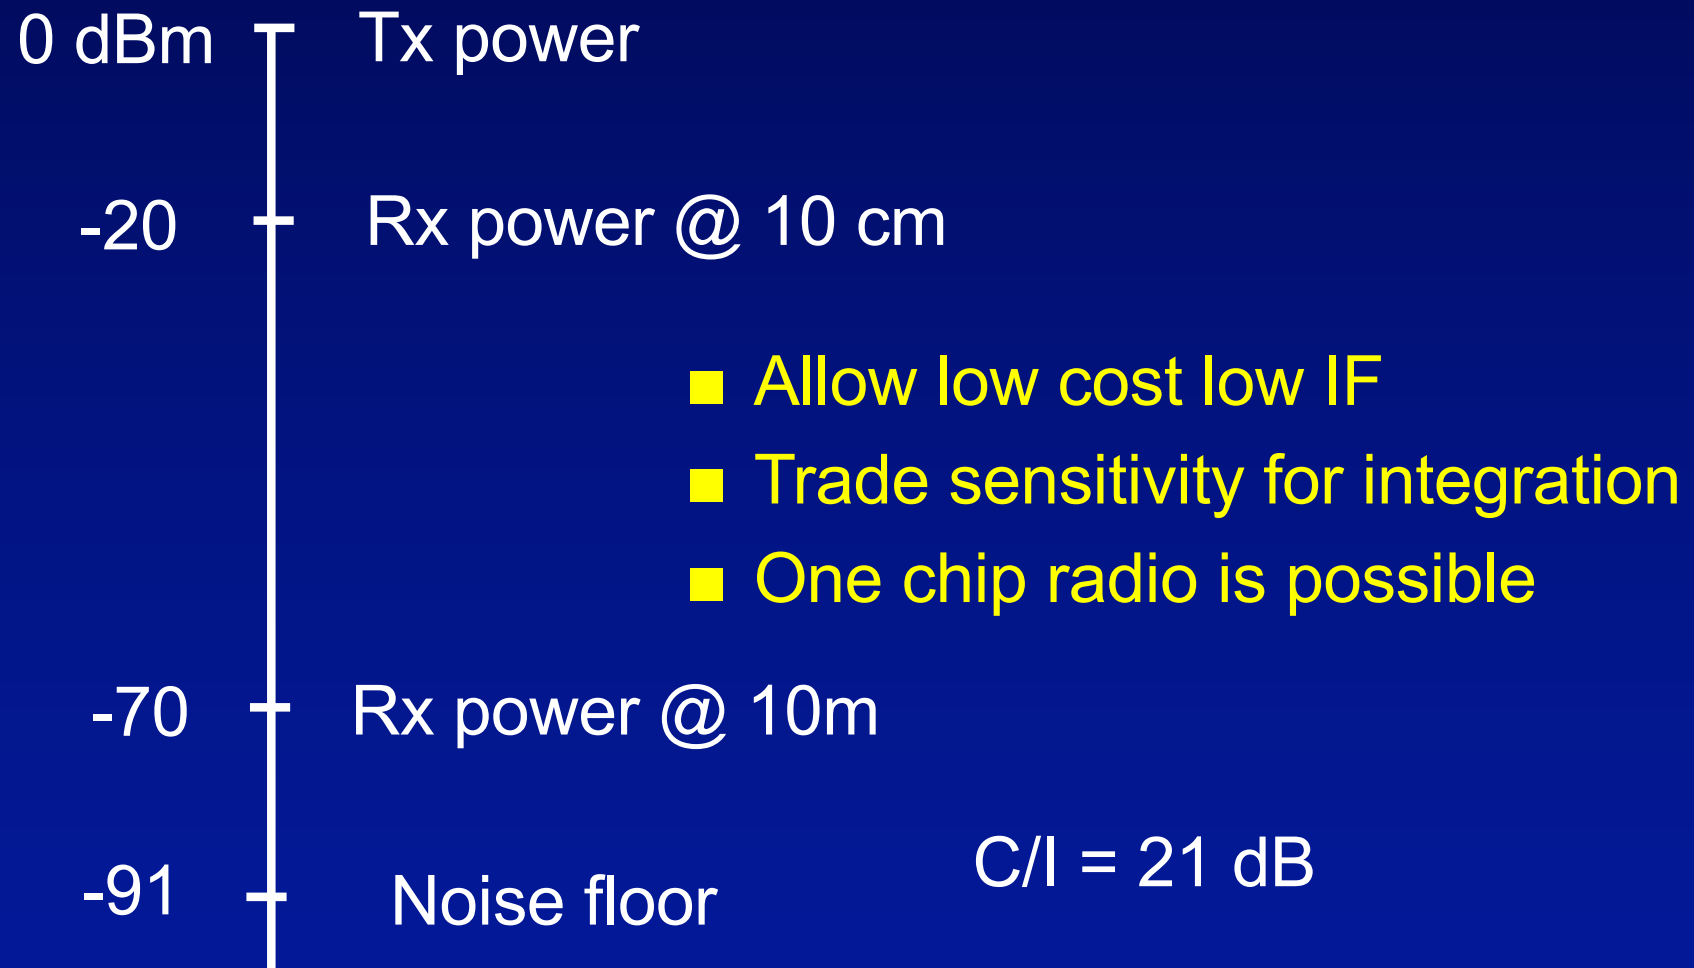 0 dBm Tx power
-20 Rx power @ 10 cm
■ Allow low cost low IF
■ Trade sensitivity for integration
■ One chip radio is possible
-70 Rx power @ 10m
C/I = 21 dB
-91 Noise floor